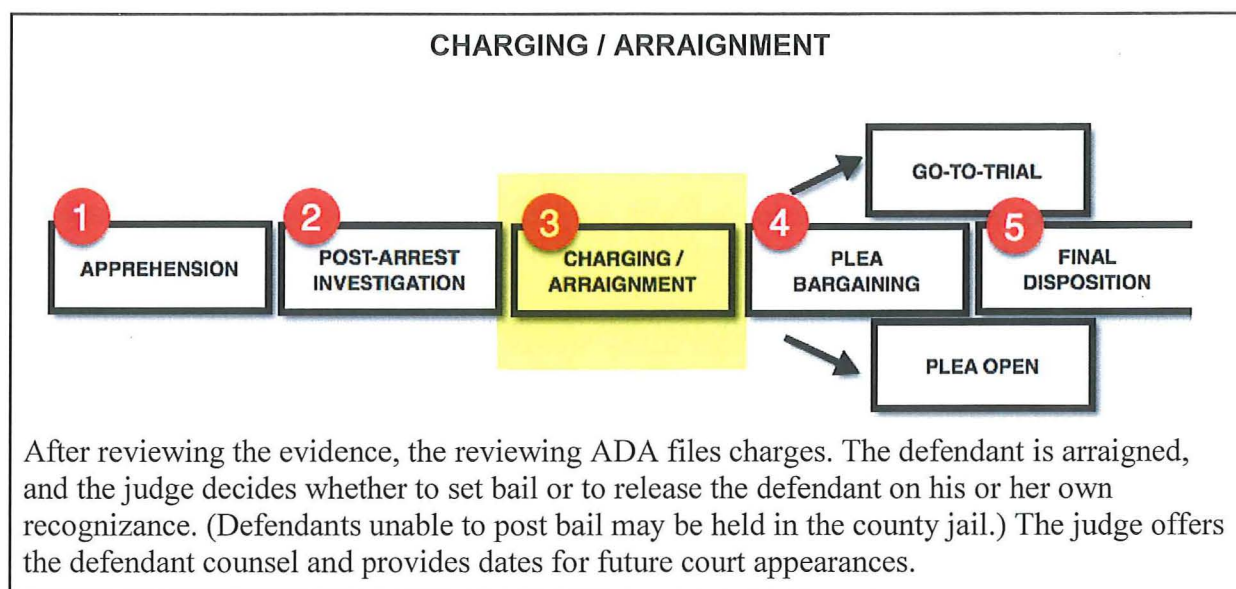 CHARGING / ARRAIGNMENT
GO-TO-TRIAL
1
APPREHENSION
2
POST-ARREST
INVESTIGATION
3
CHARGING /
ARRAIGNMENT
4
PLEA
BARGAINING
5
FINAL
DISPOSITION
PLEA OPEN
After reviewing the evidence, the reviewing ADA files charges. The defendant is arraigned,
and the judge decides whether to set bail or to release the defendant on his or her own
recognizance. (Defendants unable to post bail may be held in the county jail.) The judge offers
the defendant counsel and provides dates for future court appearances.